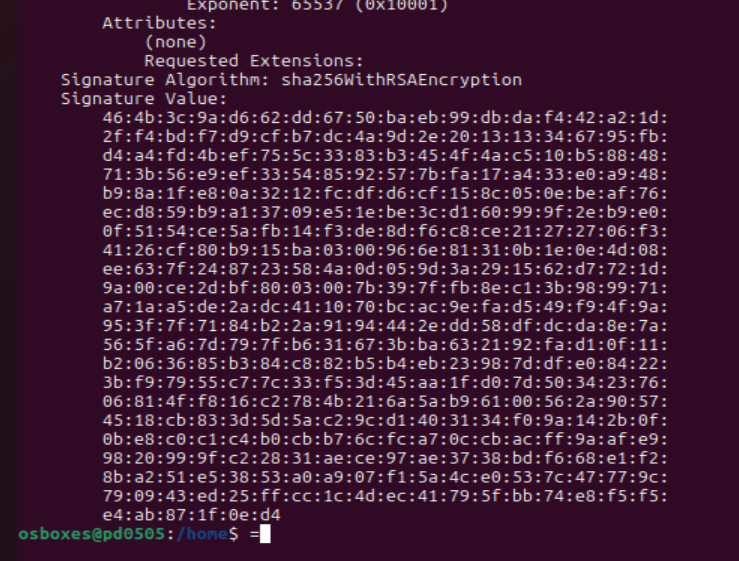 Exponent: 65537 (0x10001)
Attributes:
(none)
Requested Extensions:
Signature Algorithm: sha256WithRSAEncryption
Signature Value:
46:4b:3c:9a:d6:62:dd:67:50:ba:eb:99:db:da:f4:42:a2:1d:
2f:f4:bd:f7:d9:cf:b7:dc:4a:9d:2e:20:13:13:34:67:95:fb:
d4:a4:fd:4b:ef:75:5c:33:83:b3:45:4f:4a:c5:10:b5:88:48:
71:3b:56:e9:ef:33:54:85:92:57:7b:fa:17:a4:33:e0:a9:48:
b9:8a:1f:e8:0a:32:12:fc:df:d6:cf:15:8c:05:0e:be:af:76:
ec:d8:59:b9:a1:37:09:e5:1e:be:3c:d1:60:99:9f:2e:b9:e0:
0f:51:54:ce:5a:fb:14:f3:de:8d:f6:c8:ce:21:27:27:06:f3:
41:26:cf:80:b9:15:ba:03:00:96:6e:81:31:0b:1e:0e:4d:08:
ee:63:7f:24:87:23:58:4a:0d:05:9d:3a:29:15:62:d7:72:1d:
9a:00:ce:2d:bf:80:03:00:7b:39:7f:fb:8e:c1:3b:98:99:71:
a7:1a:a5:de:2a:dc:41:10:70:bc:ac:9e:fa:d5:49:f9:4f:9a:
95:3f:7f:71:84:b2:2a:91:94:44:2e:dd:58:df:dc:da:8e:7a:
56:5f:a6:7d:79:7f:b6:31:67:3b:ba:63:21:92:fa:d1:0f:11:
b2:06:36:85:b3:84:c8:82:b5:b4:eb:23:98:7d:df:e0:84:22:
3b:f9:79:55:c7:7c:33:f5:3d:45:aa:1f:d0:7d:50:34:23:76:
06:81:4f:f8:16:c2:78:4b:21:6a:5a:b9:61:00:56:2a:90:57:
45:18:cb:83:3d:5d:5a:c2:9c:d1:40:31:34:f0:9a:14:2b:0f:
0b:e8:c0:c1:c4:b0:cb:b7:6c:fc:a7:0c:cb:ac:ff:9a:af:e9:
98:20:99:9f:c2:28:31:ae:ce:97:ae:37:38:bd:f6:68:e1:f2:
8b:a2:51:e5:38:53:a0:a9:07:f1:5a:4c:e0:53:7c:47:77:9c:
79:09:43:ed:25:ff:cc:1c:4d:ec:41:79:5f:bb:74:e8:f5:f5:
e4:ab:87:1f:0e:d4
osboxes@pd0505:/home$ =